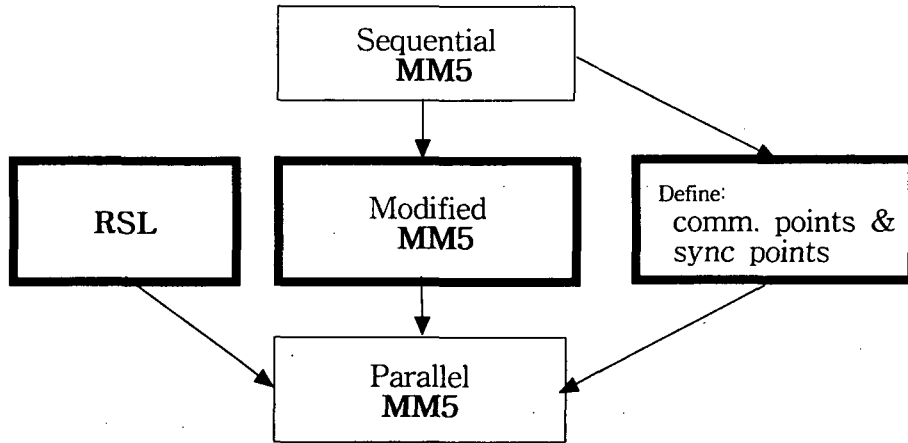 Sequential
MM5
RSL
Modified
MM5
Define:
comm. points &
sync points
Parallel
MM5